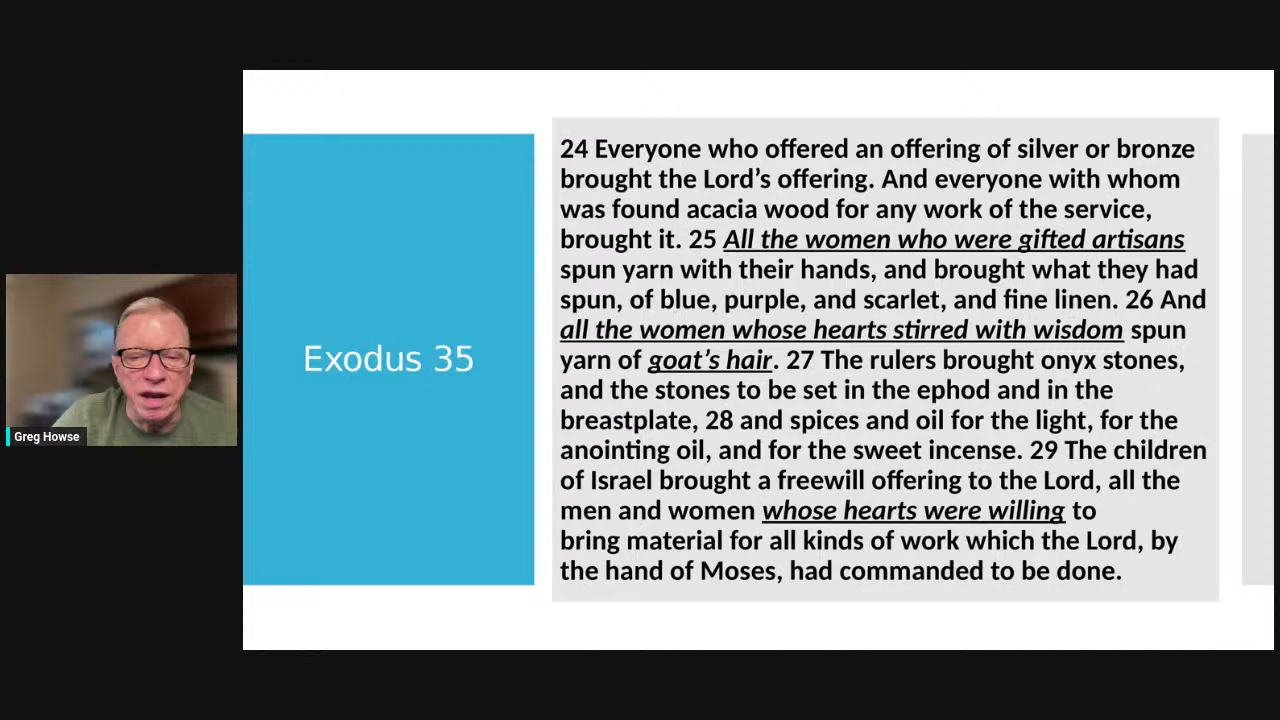 Greg Howse
Exodus 35
24 Everyone who offered an offering of silver or bronze
brought the Lord’s offering. And everyone with whom
was found acacia wood for any work of the service,
brought it. 25 All the women who were gifted artisans
spun yarn with their hands, and brought what they had
spun, of blue, purple, and scarlet, and fine linen. 26 And
all the women whose hearts stirred with wisdom spun
yarn of goat’s hair. 27 The rulers brought onyx stones,
and the stones to be set in the ephod and in the
breastplate, 28 and spices and oil for the light, for the
anointing oil, and for the sweet incense. 29 The children
of Israel brought a freewill offering to the Lord, all the
men and women whose hearts were willing to
bring material for all kinds of work which the Lord, by
the hand of Moses, had commanded to be done.